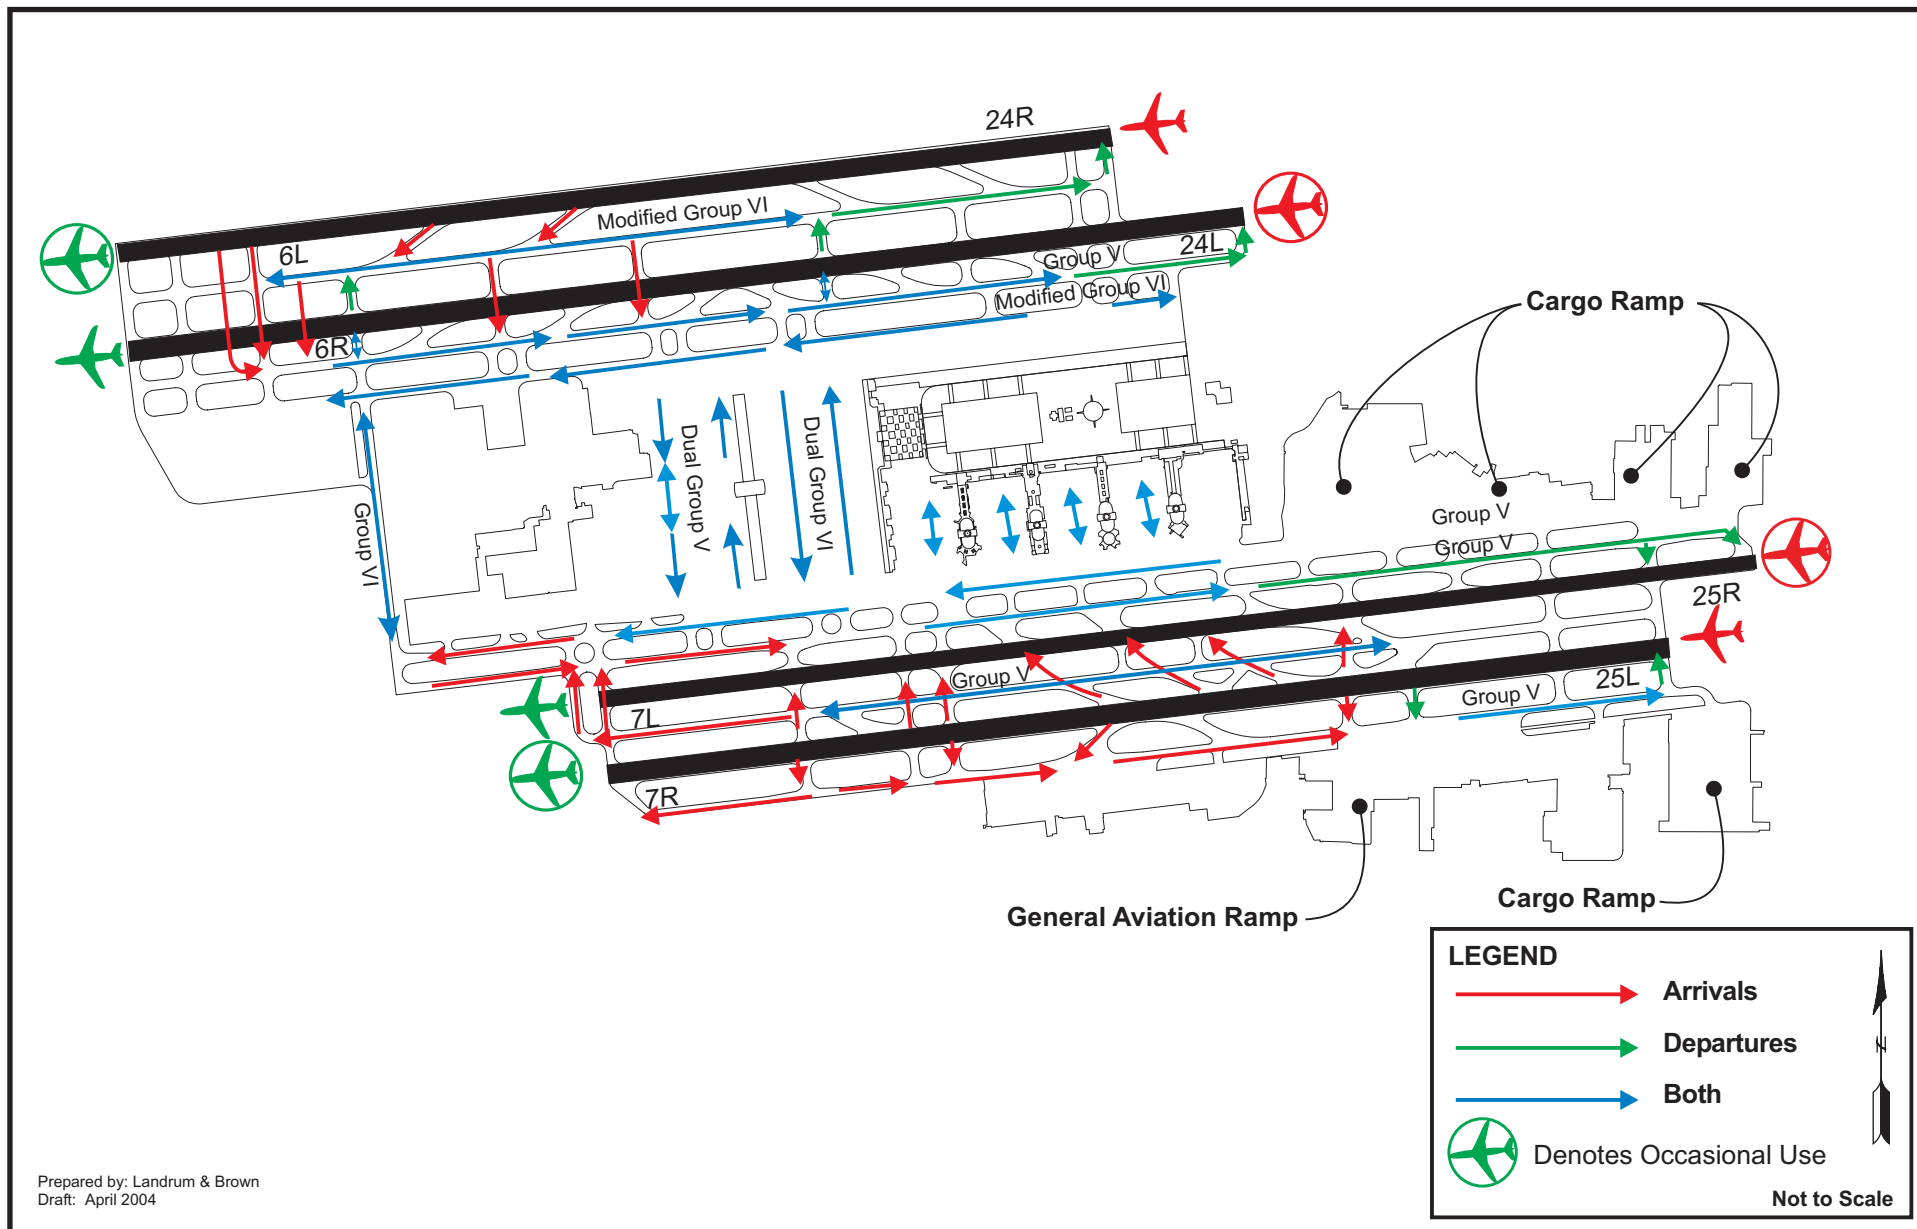 24R
Modified Group VI
6L
24L
Group V
Modified Group VI
6R
Cargo Ramp
Dual Group V
Dual Group VI
Group VI
Group V
Group V
25R
Group V
25L
Group V
7L
7R
General Aviation Ramp
Cargo Ramp
LEGEND
Arrivals
Departures
Both
Denotes Occasional Use
N
Not to Scale
Prepared by: Landrum & Brown
Draft: April 2004